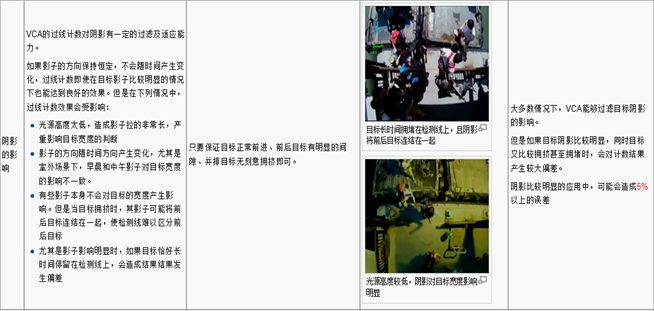 阴影
的影
响
VCA的过线计数对阴影有一定的过滤及适应能
力。
如果影子的方向保持恒定，不会随时间产生变
化，过线计数即使在目标影子比较明显的情况
下也能达到良好的效果。但是在下列情况中，
过线计数效果会受影响：
光源高度太低，造成影子拉的非常长，严
重影响目标宽度的判断
影子的方向随时间方向产生变化，尤其是
室外场景下，早晨和中午影子对目标宽度
的影响不一致。
有些影子本身不会对目标的宽度产生影
响。但是当目标拥挤时，其影子可能将前
后目标连结在一起，使检测线难以区分前
后目标
尤其是影子影响明显时，如果目标恰好长
时间停留在检测线上，会造成结果结果发
生偏差
只要保证目标正常前进、前后目标有明显的间
隙、并排目标无刻意拥挤即可。
目标长时间拥堵在检测线上，且阴影
将前后目标连结在一起
光源高度较低，阴影对目标宽度影响
明显
大多数情况下，VCA能够过滤目标阴影
的影响。
但是如果目标阴影比较明显，同时目标
又比较拥挤甚至拥堵时，会对计数结果
产生较大偏差。
阴影比较明显的应用中，可能会造成5%
以上的误差